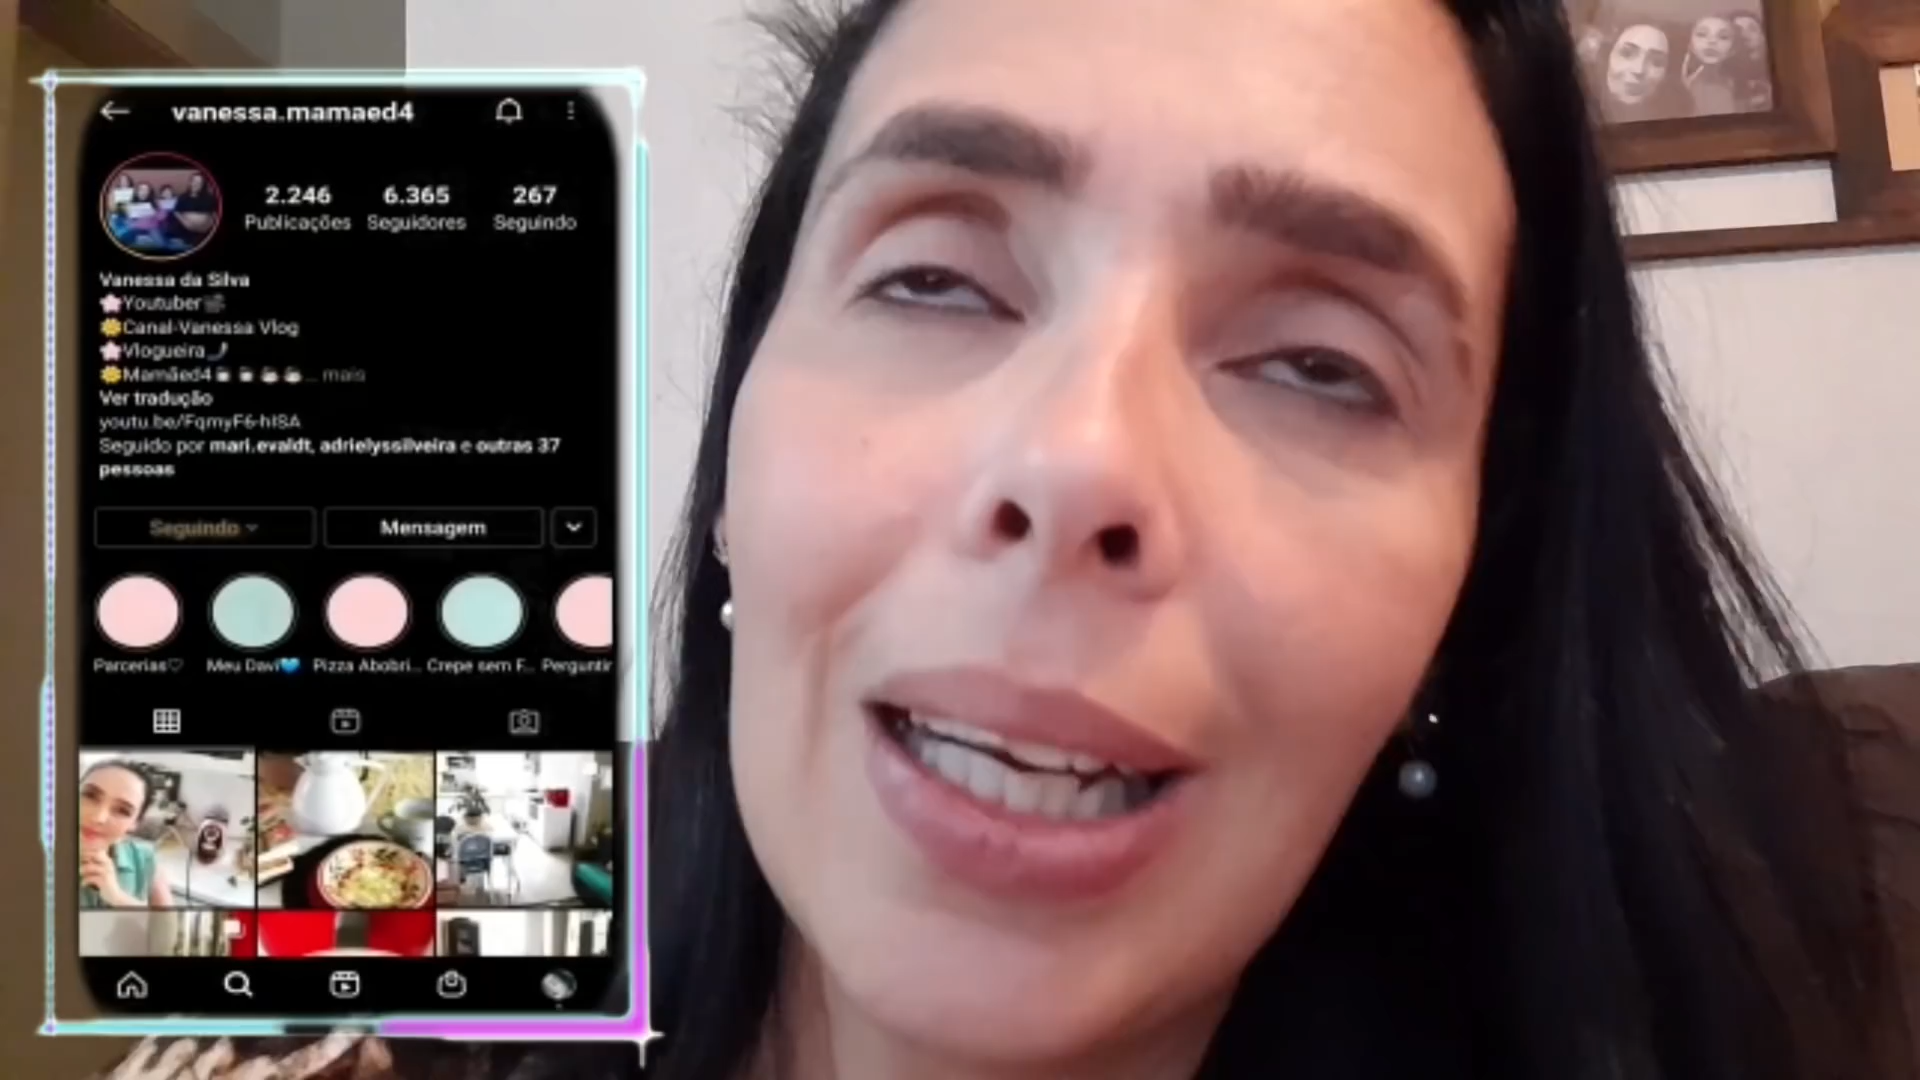 vanessa.mamaed4
2.246 6.365 267
Publicações Seguidores Seguindo
Vanessa da Silva
Youtuber
Canal-Vanessa Vlog
Vlogueira
Mamãed4 ... mais
Ver tradução
youtu.be/FqmyF6-hISA
Seguido por mari.evaldt, adrielyssilveira e outras 37
pessoas
Seguindo Mensagem
Parcerias♡ Meu Davi💙 Pizza Abobri... Crepe sem F... Perguntir